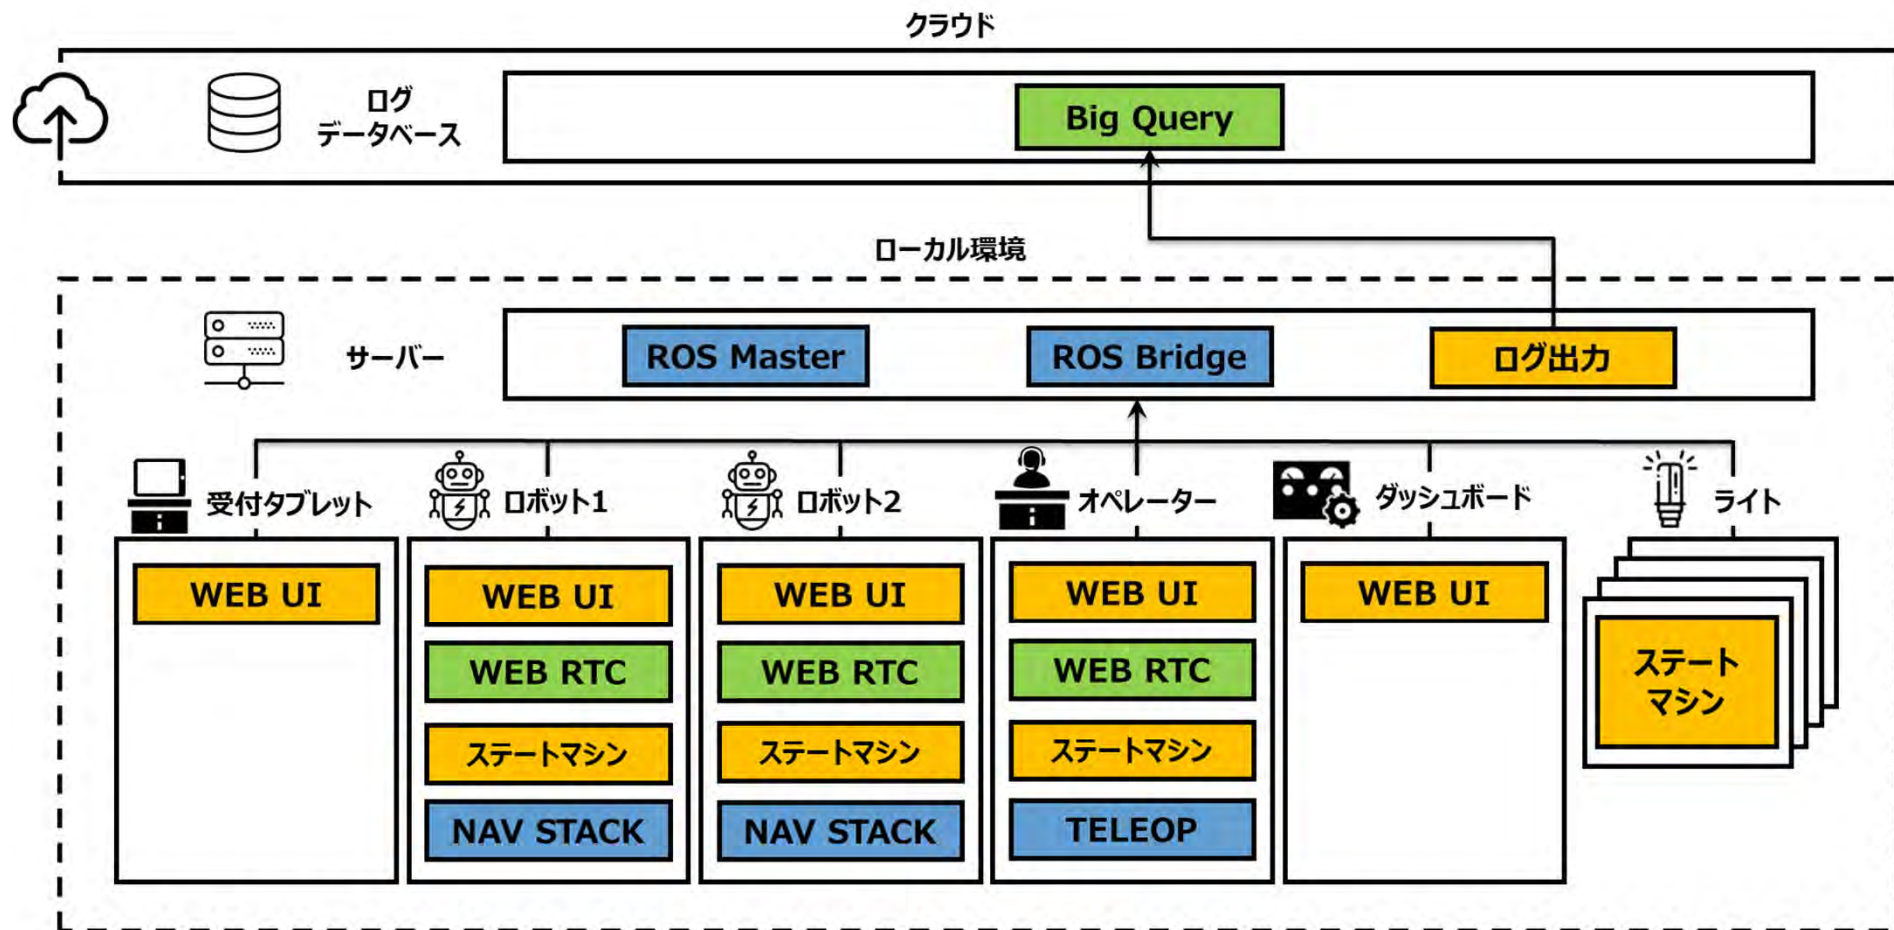 クラウド
ログ
データベース
Big Query
ローカル環境
サーバー
ROS Master
ROS Bridge
ログ出力
受付タブレット
ロボット1
ロボット2
オペレーター
ダッシュボード
ライト
WEB UI
WEB UI
WEB UI
WEB UI
WEB UI
WEB RTC
WEB RTC
WEB RTC
ステート
マシン
ステートマシン
ステートマシン
ステートマシン
NAV STACK
NAV STACK
TELEOP